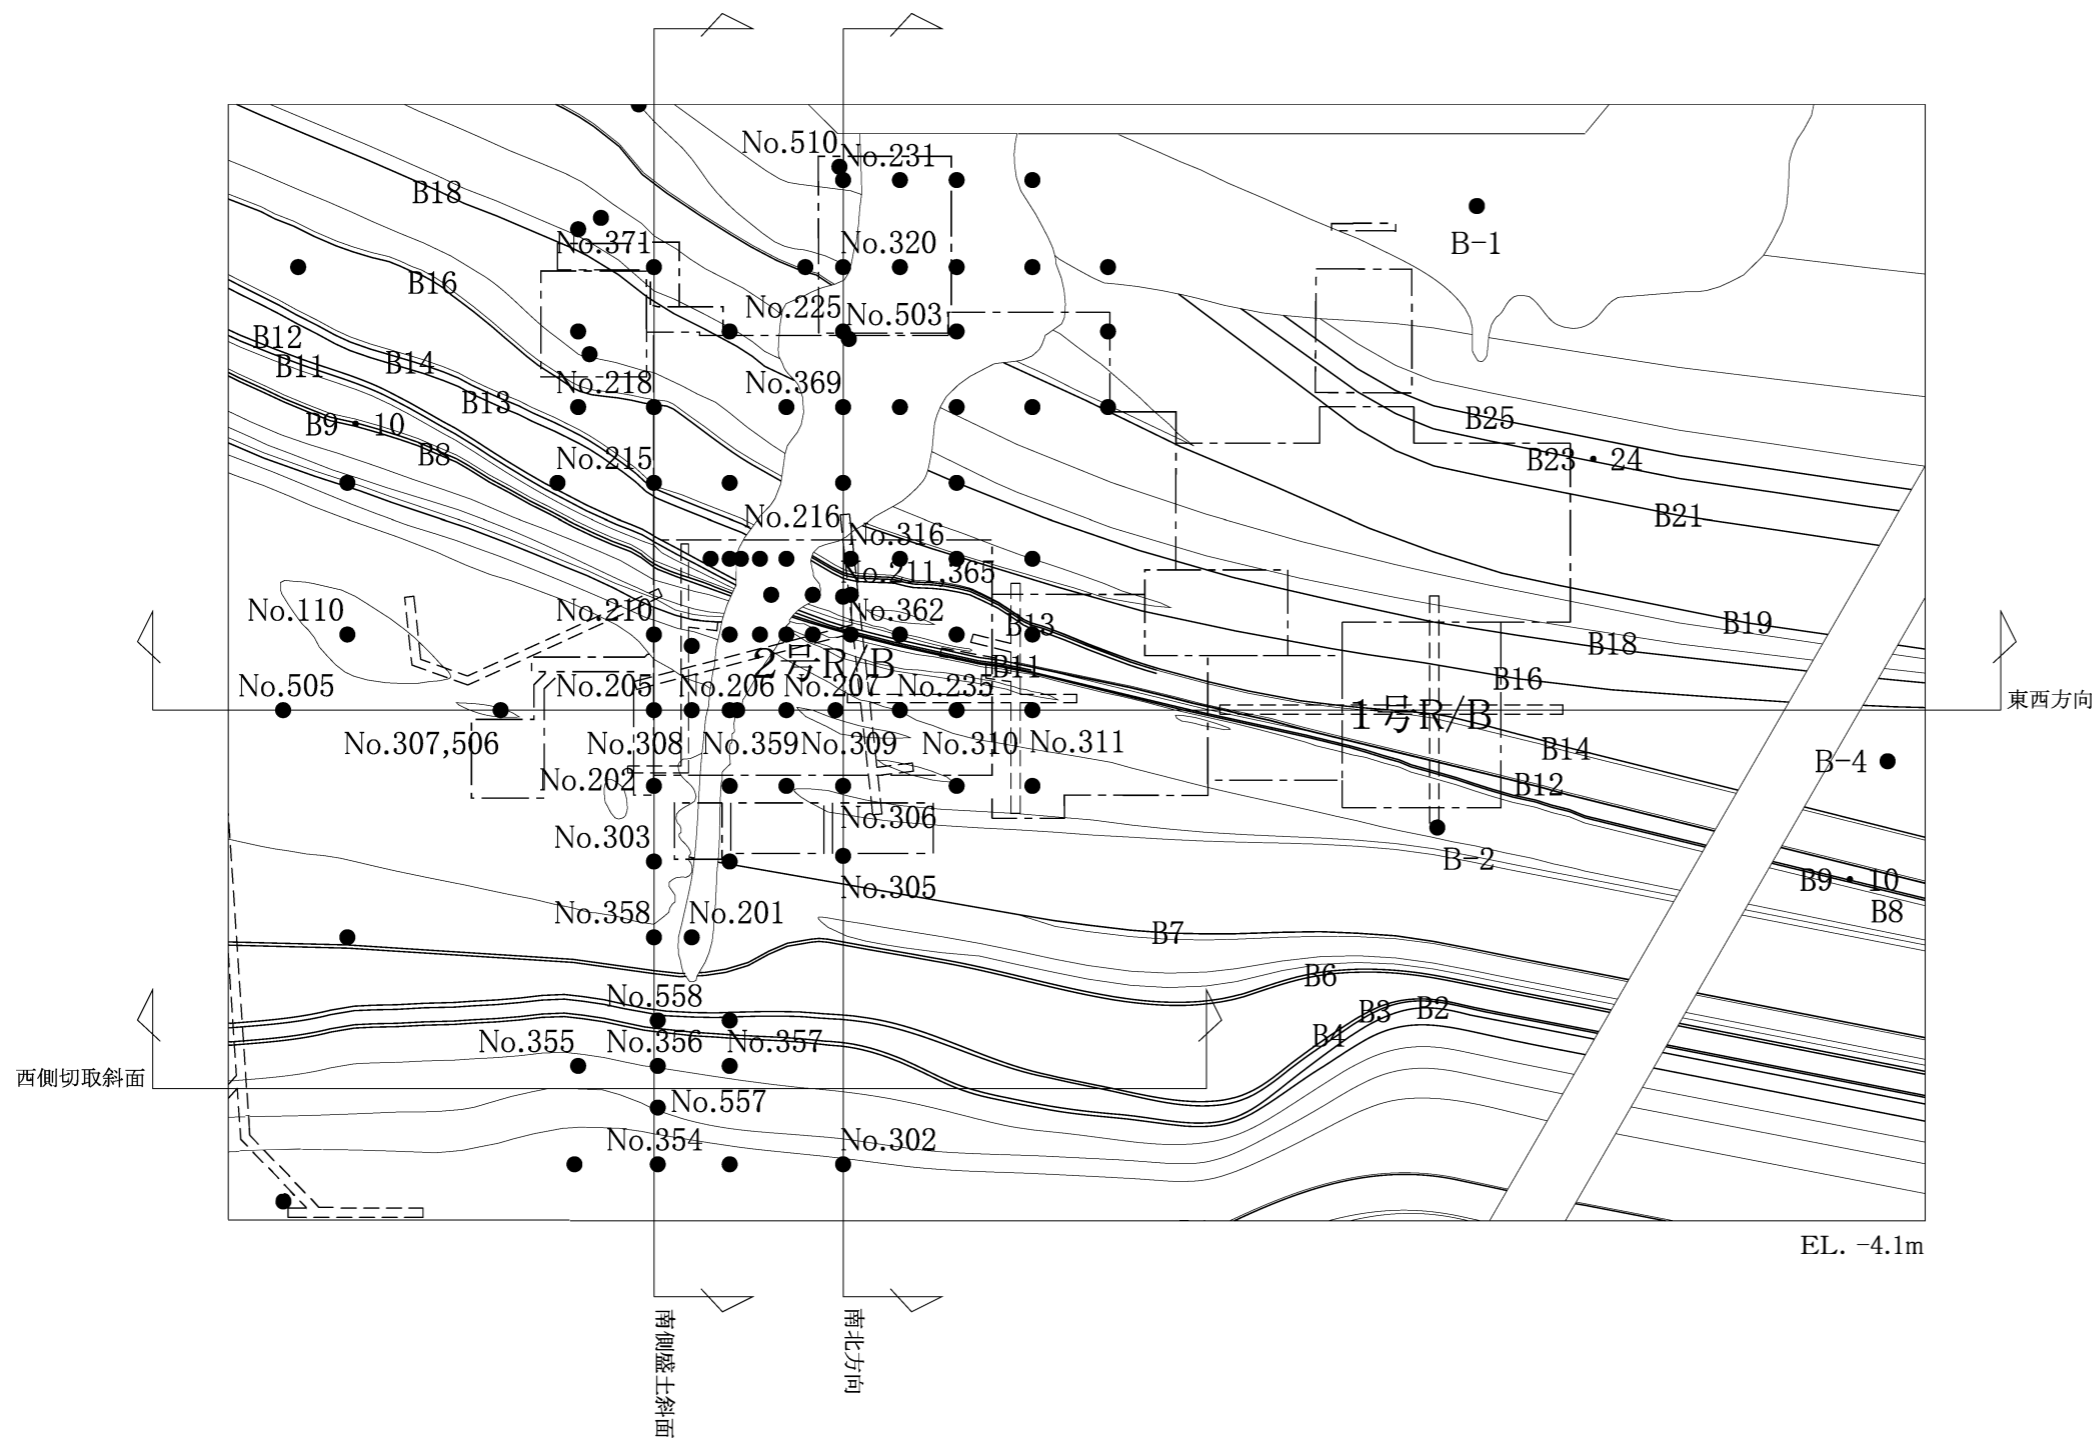 No.510
No.231
B18
No.371
No.320
B-1
B16
No.225
No.503
B12
B11
B14
No.218
No.369
B13
B25
B9・10
B8
No.215
B23・24
No.216
No.316
B21
No.211,365
No.110
No.210
No.362
B13
B19
B18
2号R/B
B11
B16
No.505
No.205
No.206
No.207
No.235
東西方向
1号R/B
No.307,506
No.308
No.359
No.309
No.310
No.311
B14
B-4
No.202
B12
No.306
No.303
B-2
No.305
B9・10
B8
No.358
No.201
B7
B6
No.558
B3
B2
B4
No.355
No.356
No.357
西側切取斜面
No.557
No.354
No.302
EL. -4.1m
南側盛土斜面
南北方向